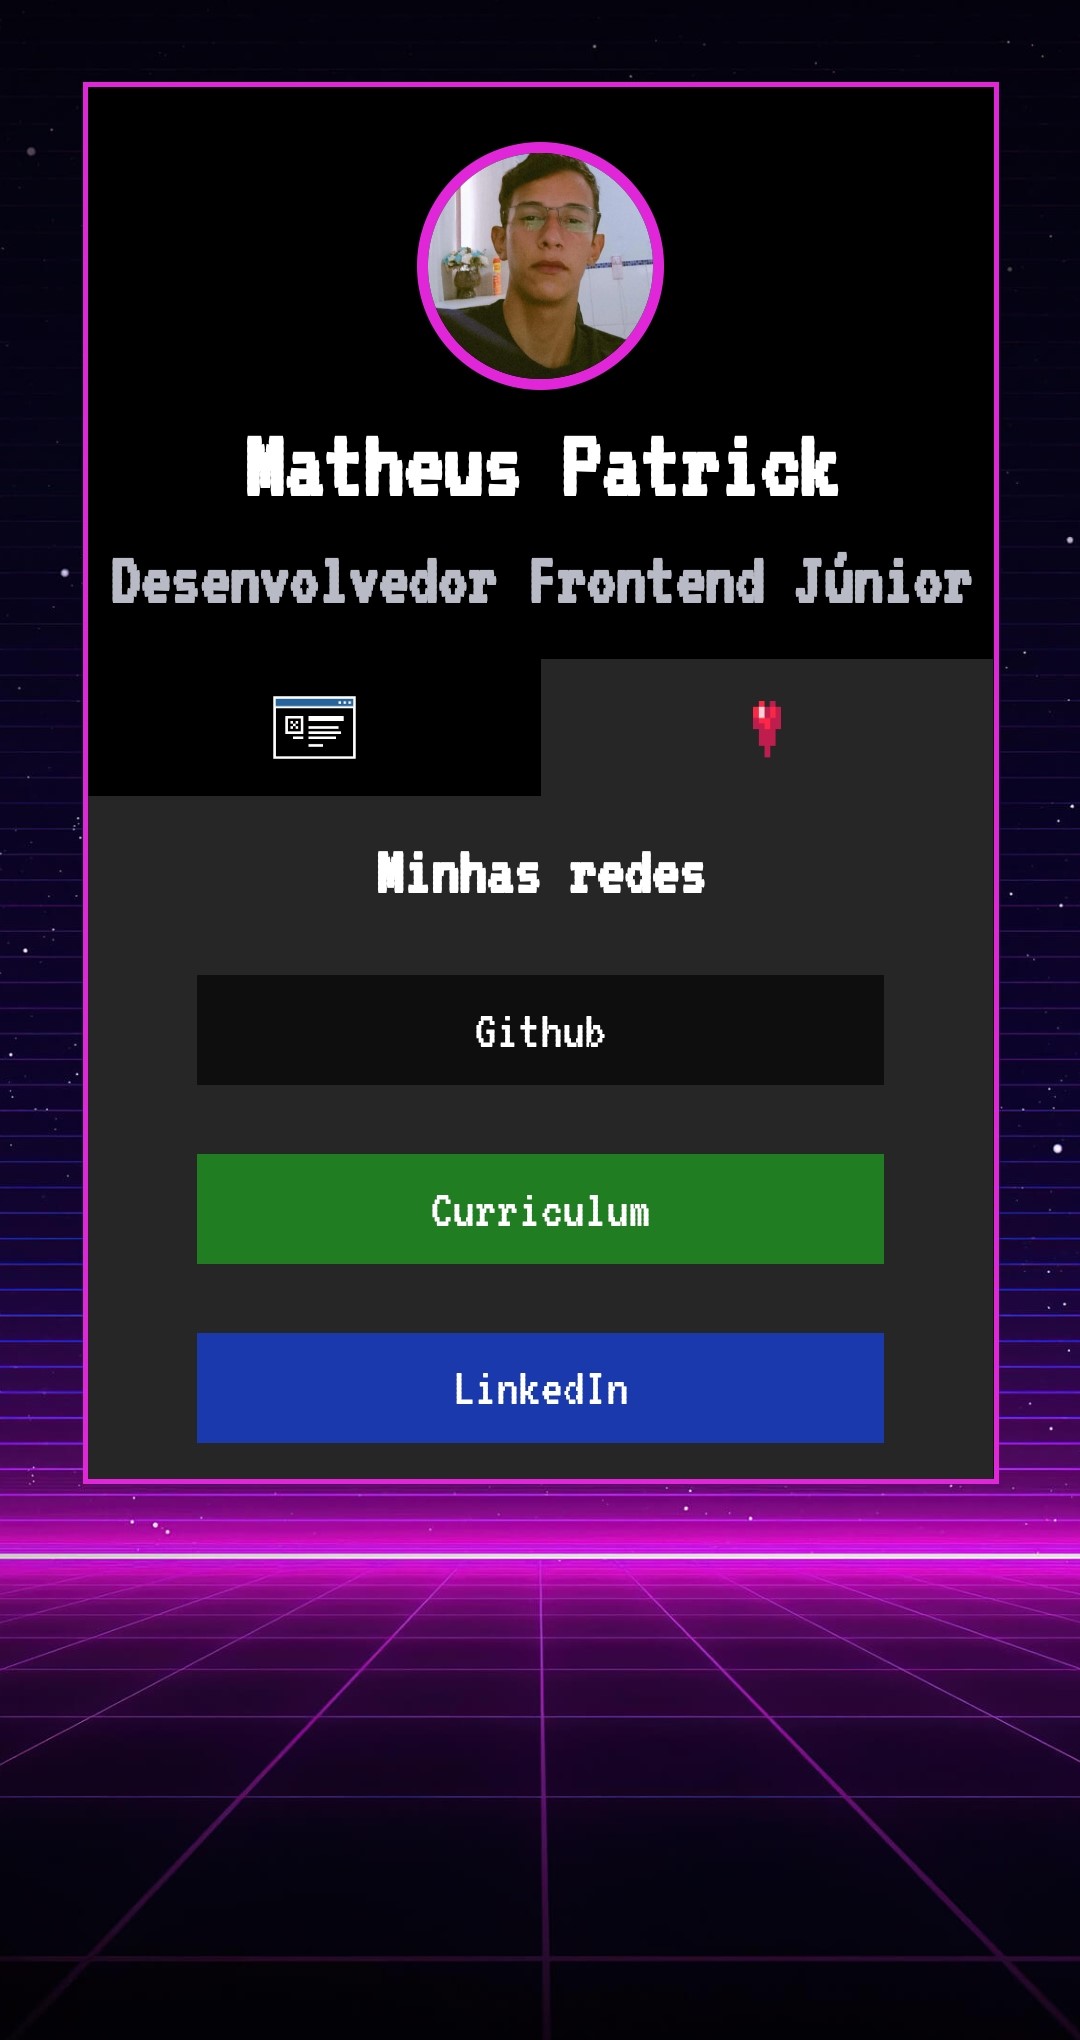 Matheus Patrick
Desenvolvedor Frontend Júnior
Minhas redes
Github
Curriculum
LinkedIn